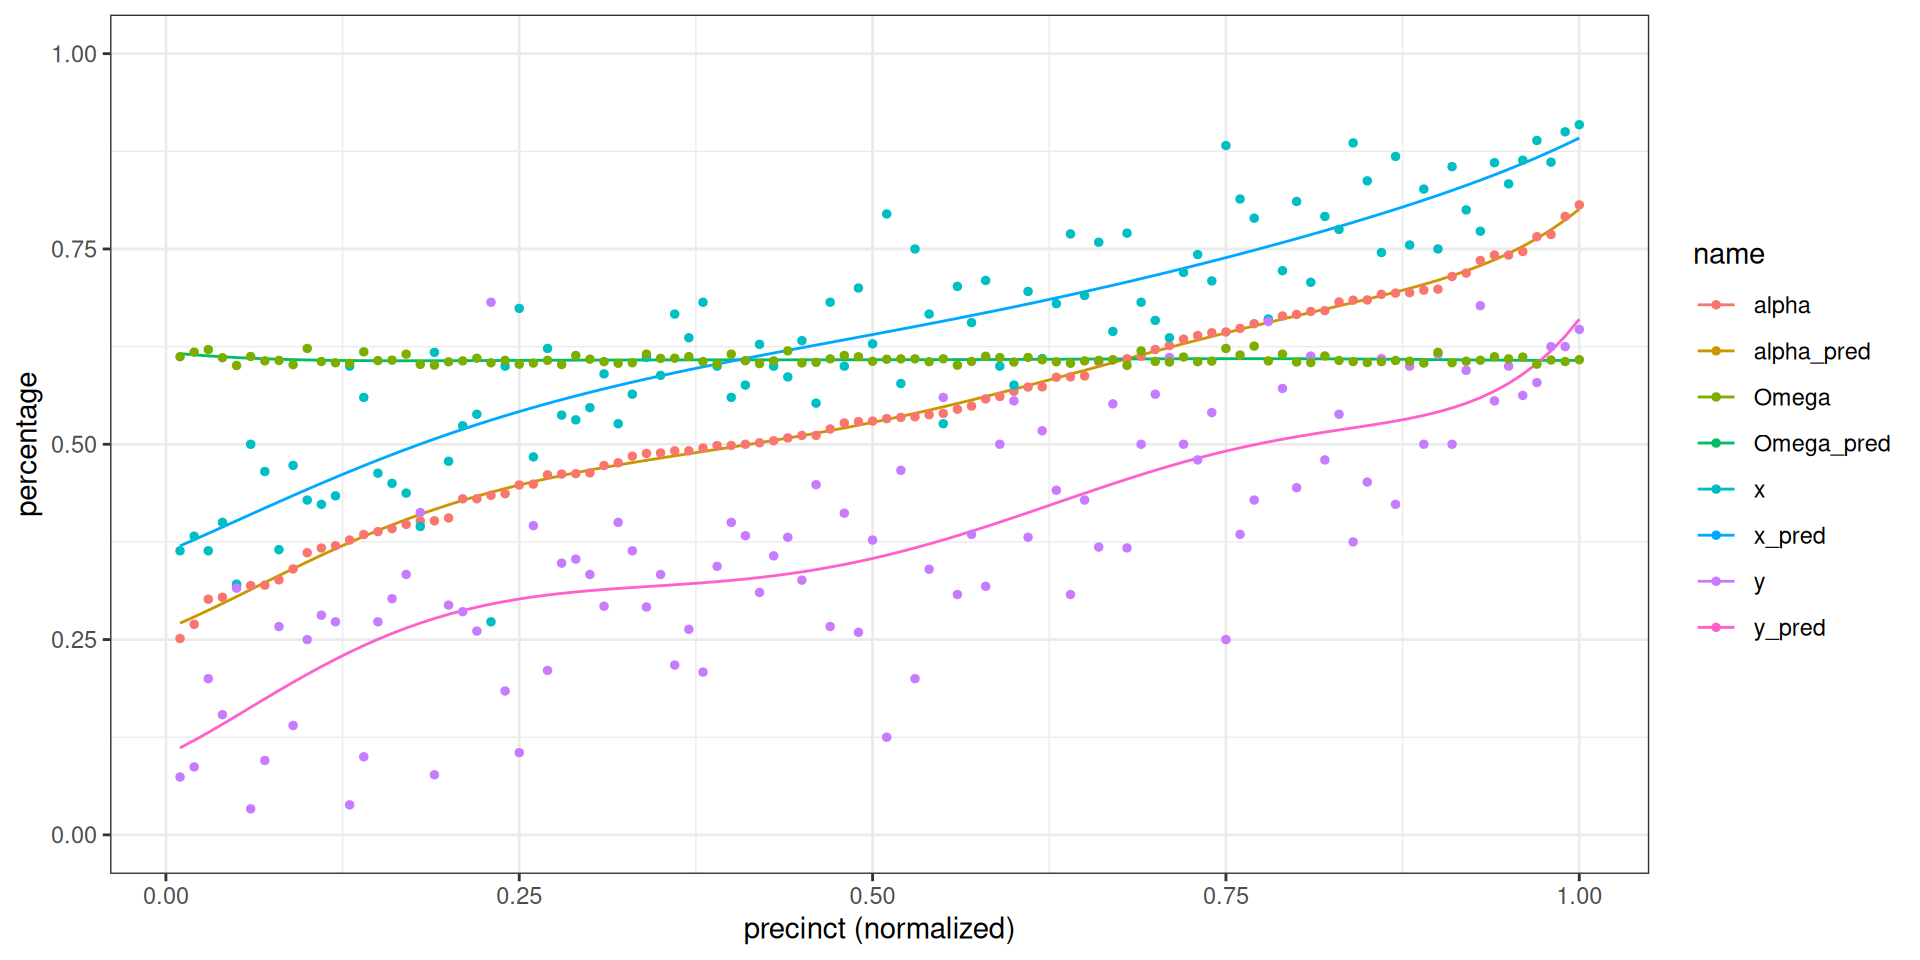 1.00
0.75
0.50
0.25
0.00
percentage
0.00 0.25 0.50 0.75 1.00
precinct (normalized)
name
alpha
alpha_pred
Omega
Omega_pred
x
x_pred
y
y_pred